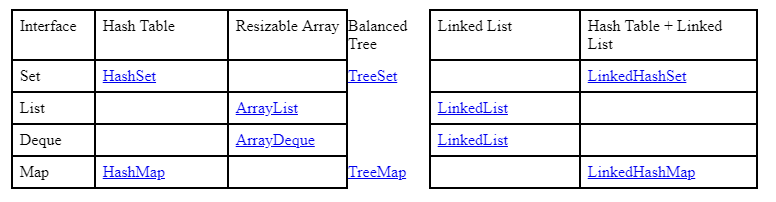 Interface Hash Table Resizable Array Balanced Tree Linked List Hash Table + Linked List
Set HashSet TreeSet LinkedHashSet
List ArrayList LinkedList
Deque ArrayDeque LinkedList
Map HashMap TreeMap LinkedHashMap